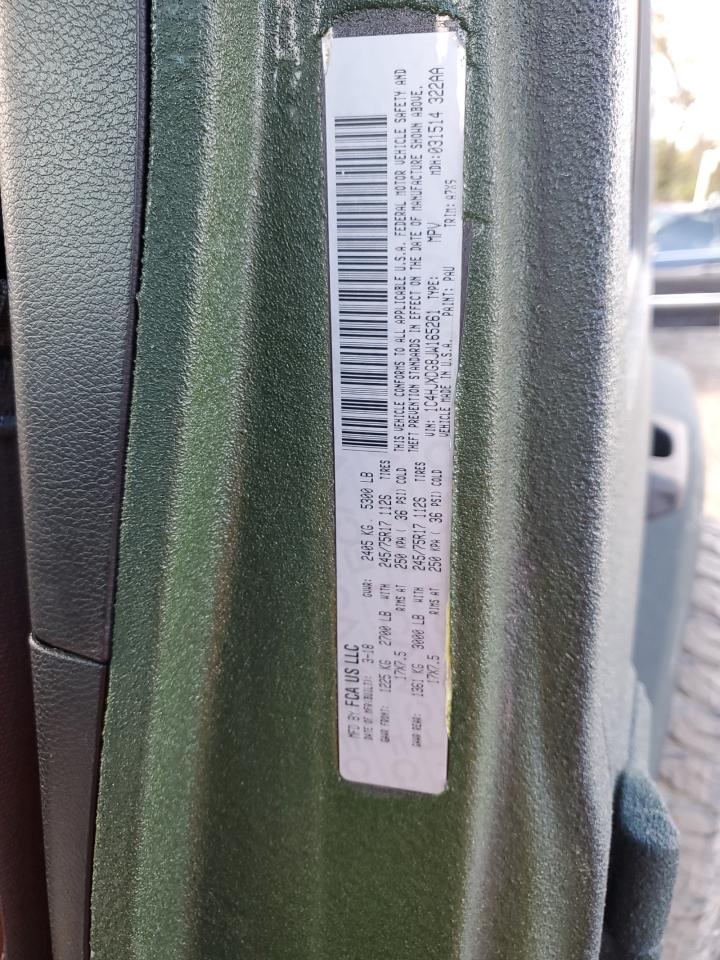 MFD BY FCA US LLC
DATE OF MFR(BUILT): 3-18 GVWR: 2405 KG . 5300 LB
GAWR FRONT: 1225 KG 2700 LB WITH 245/75R17 112S TIRES
17X7.5 RIMS AT 250 KPA ( 36 PSI) COLD
GAWR REAR: 1361 KG 3000 LB WITH 245/75R17 112S TIRES
17X7.5 RIMS AT 250 KPA ( 36 PSI) COLD
THIS VEHICLE CONFORMS TO ALL APPLICABLE U.S.A. FEDERAL MOTOR VEHICLE SAFETY AND
THEFT PREVENTION STANDARDS IN EFFECT ON THE DATE OF MANUFACTURE SHOWN ABOVE.
VIN: 1C4HJXDG8JW165261 TYPE: MPV MDH:031514 322AA
VEHICLE MADE IN U.S.A. PAINT: PAU TRIM: A7X9